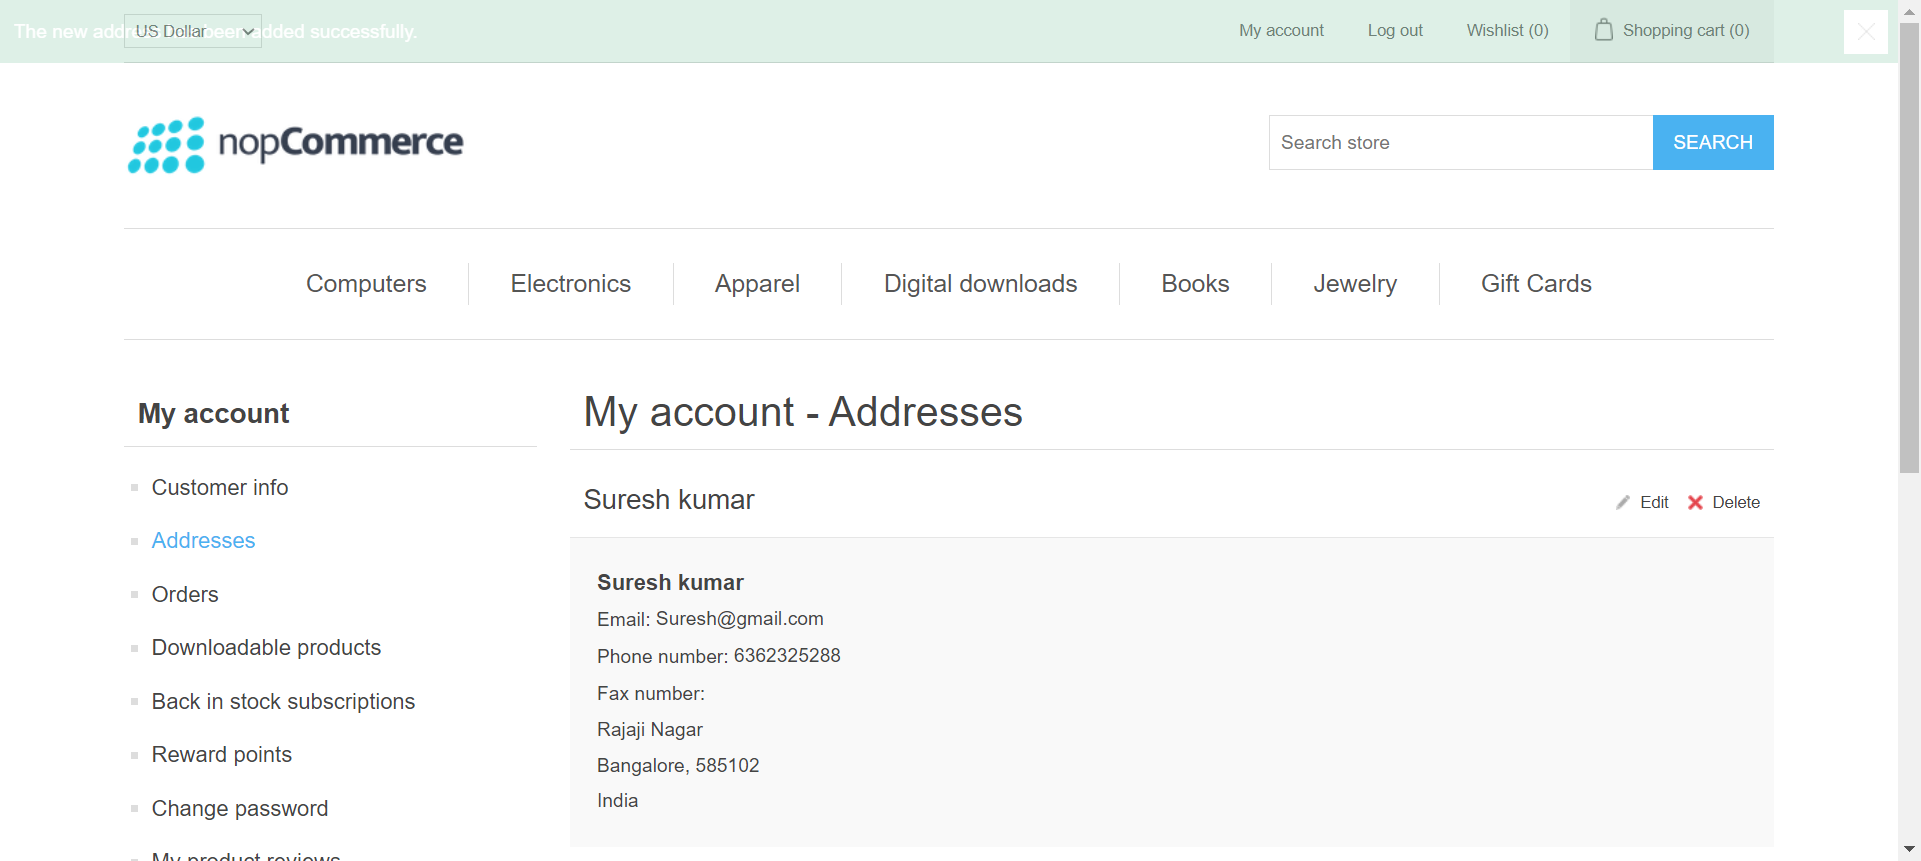 The new address has been added successfully.
US Dollar
My account
Log out
Wishlist (0)
Shopping cart (0)
nopCommerce
Search store
SEARCH
Computers
Electronics
Apparel
Digital downloads
Books
Jewelry
Gift Cards
My account
Customer info
Addresses
Orders
Downloadable products
Back in stock subscriptions
Reward points
Change password
My product reviews
My account - Addresses
Suresh kumar
Edit
Delete
Suresh kumar
Email: Suresh@gmail.com
Phone number: 6362325288
Fax number:
Rajaji Nagar
Bangalore, 585102
India